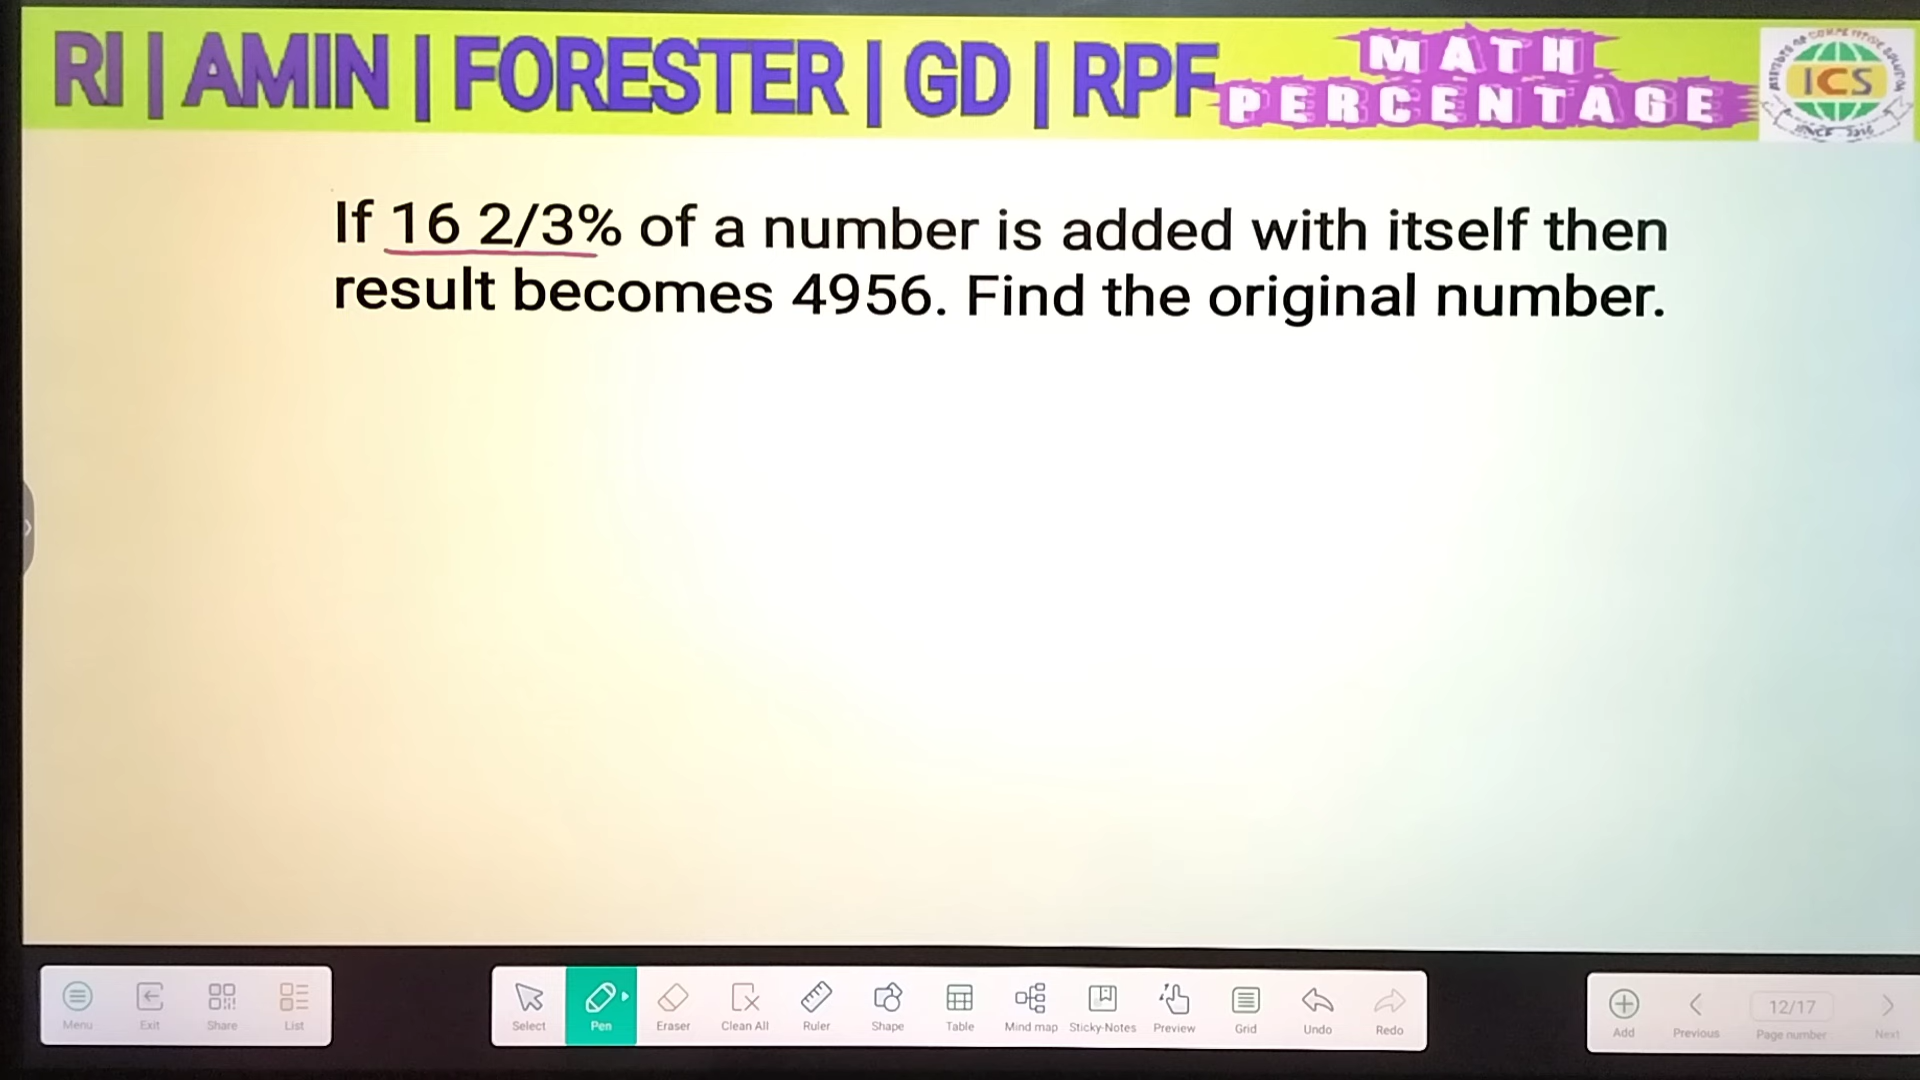 RI | AMIN | FORESTER | GD | RPF
MATH
PERCENTAGE
ICS
If 16 2/3% of a number is added with itself then
result becomes 4956. Find the original number.
Menu
Exit
Share
List
Select
Pen
Eraser
Clean All
Ruler
Shape
Table
Mind map
Sticky-Notes
Preview
Grid
Undo
Redo
Add
Previous
12/17
Page number
Next